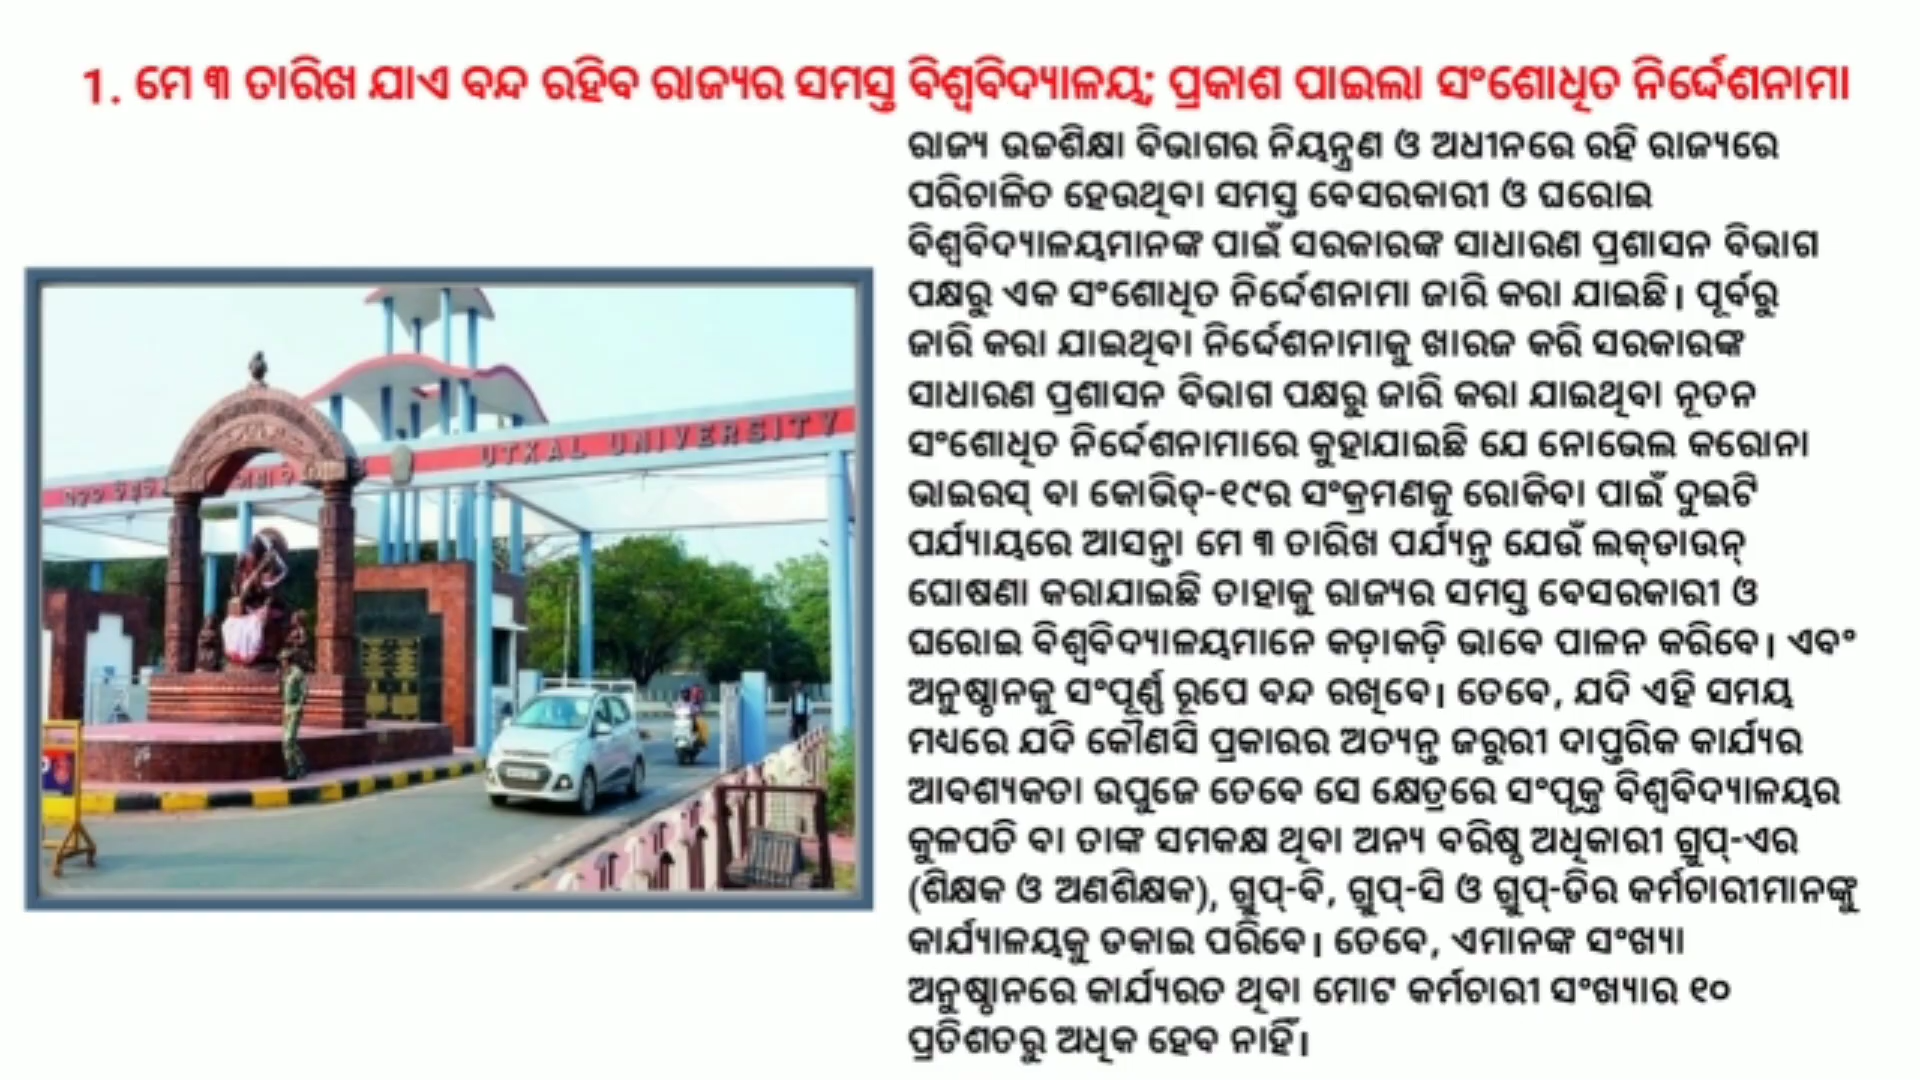 1. ମେ ୩ ତାରିଖ ଯାଏ ବନ୍ଦ ରହିବ ରାଜ୍ୟର ସମସ୍ତ ବିଶ୍ୱବିଦ୍ୟାଳୟ; ପ୍ରକାଶ ପାଇଲା ସଂଶୋଧିତ ନିର୍ଦ୍ଦେଶନାମା
ରାଜ୍ୟ ଉଚ୍ଚଶିକ୍ଷା ବିଭାଗର ନିୟନ୍ତ୍ରଣ ଓ ଅଧୀନରେ ରହି ରାଜ୍ୟରେ
ପରିଚାଳିତ ହେଉଥିବା ସମସ୍ତ ବେସରକାରୀ ଓ ଘରୋଇ
ବିଶ୍ୱବିଦ୍ୟାଳୟମାନଙ୍କ ପାଇଁ ସରକାରଙ୍କ ସାଧାରଣ ପ୍ରଶାସନ ବିଭାଗ
ପକ୍ଷରୁ ଏକ ସଂଶୋଧିତ ନିର୍ଦ୍ଦେଶନାମା ଜାରି କରା ଯାଇଛି। ପୂର୍ବରୁ
ଜାରି କରା ଯାଇଥିବା ନିର୍ଦ୍ଦେଶନାମାକୁ ଖାରଜ କରି ସରକାରଙ୍କ
ସାଧାରଣ ପ୍ରଶାସନ ବିଭାଗ ପକ୍ଷରୁ ଜାରି କରା ଯାଇଥିବା ନୂତନ
ସଂଶୋଧିତ ନିର୍ଦ୍ଦେଶନାମାରେ କୁହାଯାଇଛି ଯେ ନୋଭେଲ କରୋନା
ଭାଇରସ୍ ବା କୋଭିଡ୍-୧୯ର ସଂକ୍ରମଣକୁ ରୋକିବା ପାଇଁ ଦୁଇଟି
ପର୍ଯ୍ୟାୟରେ ଆସନ୍ତା ମେ ୩ ତାରିଖ ପର୍ଯ୍ୟନ୍ତ ଯେଉଁ ଲକ୍‌ଡାଉନ୍
ଘୋଷଣା କରାଯାଇଛି ତାହାକୁ ରାଜ୍ୟର ସମସ୍ତ ବେସରକାରୀ ଓ
ଘରୋଇ ବିଶ୍ୱବିଦ୍ୟାଳୟମାନେ କଡ଼ାକଡ଼ି ଭାବେ ପାଳନ କରିବେ। ଏବଂ
ଅନୁଷ୍ଠାନକୁ ସଂପୂର୍ଣ୍ଣ ରୂପେ ବନ୍ଦ ରଖିବେ। ତେବେ, ଯଦି ଏହି ସମୟ
ମଧ୍ୟରେ ଯଦି କୌଣସି ପ୍ରକାରର ଅତ୍ୟନ୍ତ ଜରୁରୀ ଦାପ୍ତରିକ କାର୍ଯ୍ୟର
ଆବଶ୍ୟକତା ଉପୁଜେ ତେବେ ସେ କ୍ଷେତ୍ରରେ ସଂପୃକ୍ତ ବିଶ୍ୱବିଦ୍ୟାଳୟର
କୁଳପତି ବା ତାଙ୍କ ସମକକ୍ଷ ଥିବା ଅନ୍ୟ ବରିଷ୍ଠ ଅଧିକାରୀ ଗ୍ରୁପ୍-ଏର
(ଶିକ୍ଷକ ଓ ଅଣଶିକ୍ଷକ), ଗ୍ରୁପ୍-ବି, ଗ୍ରୁପ୍-ସି ଓ ଗ୍ରୁପ୍-ଡିର କର୍ମଚାରୀମାନଙ୍କୁ
କାର୍ଯ୍ୟାଳୟକୁ ଡକାଇ ପରିବେ। ତେବେ, ଏମାନଙ୍କ ସଂଖ୍ୟା
ଅନୁଷ୍ଠାନରେ କାର୍ଯ୍ୟରତ ଥିବା ମୋଟ କର୍ମଚାରୀ ସଂଖ୍ୟାର ୧୦
ପ୍ରତିଶତରୁ ଅଧିକ ହେବ ନାହିଁ।
UTKAL UNIVERSITY